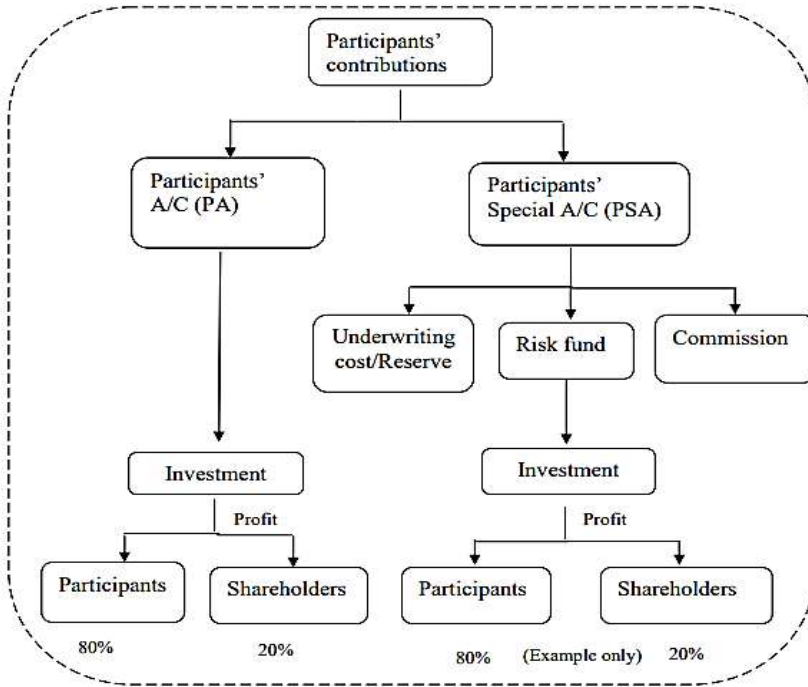 Participants'
contributions
Participants'
A/C (PA)
Participants'
Special A/C (PSA)
Underwriting
cost/Reserve
Risk fund
Commission
Investment
Investment
Profit
Profit
Participants
Shareholders
Participants
Shareholders
80%
20%
80%
(Example only)
20%